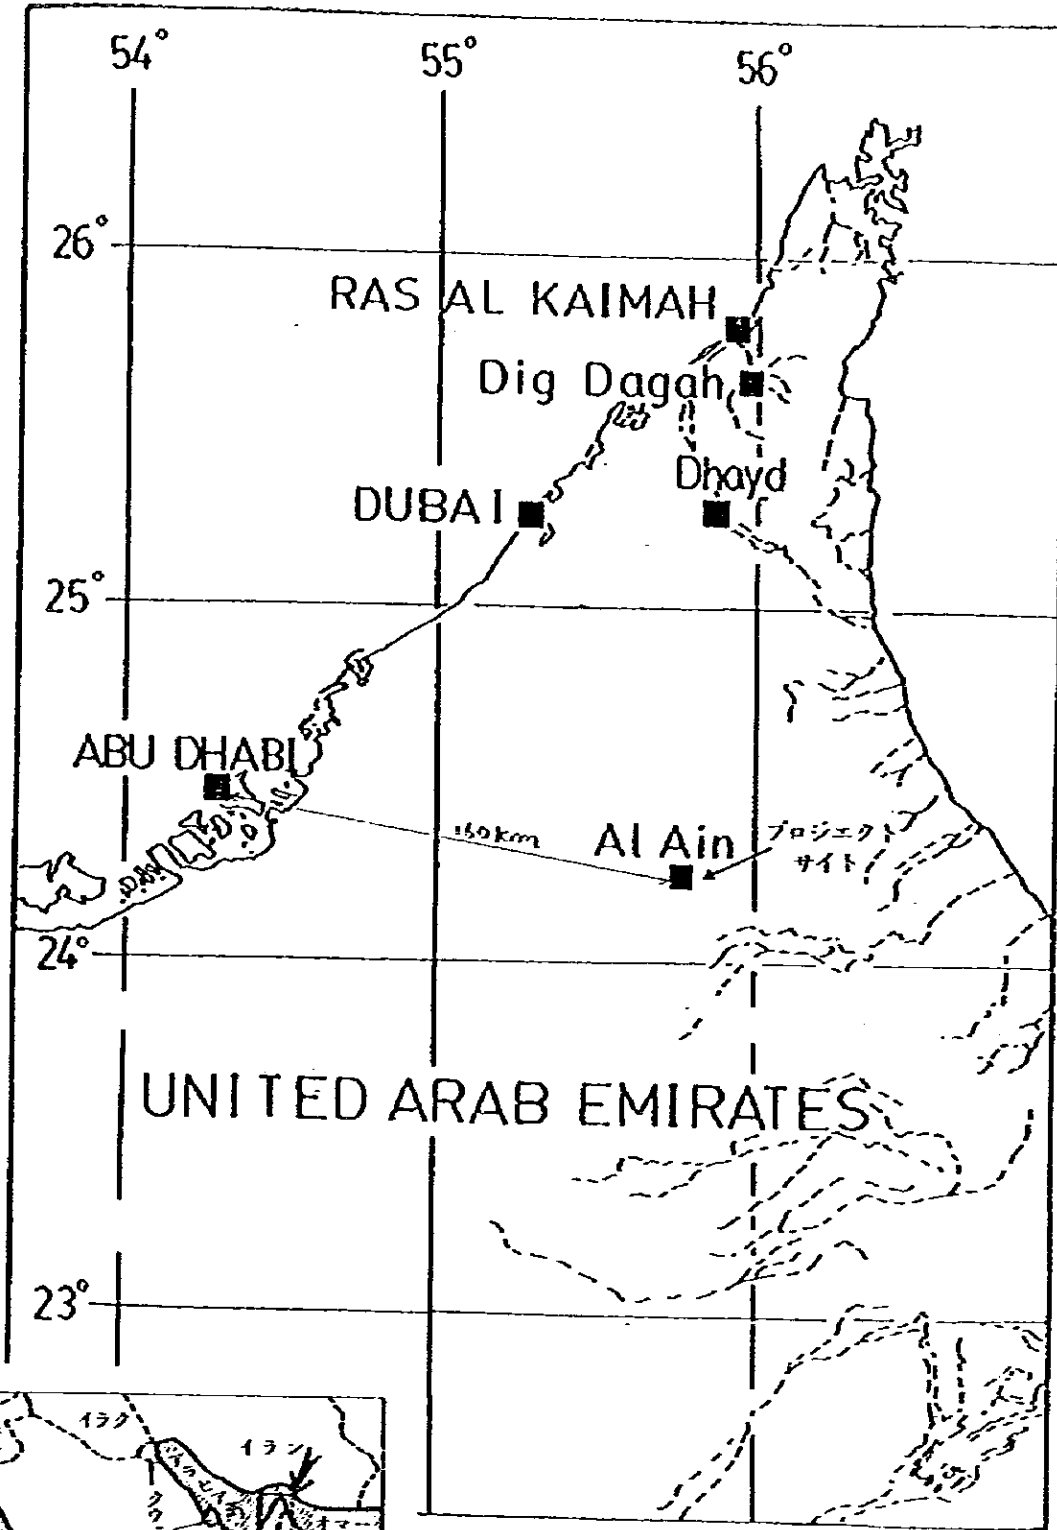 54° 55° 56°
26°
RAS AL KAIMAH
Dig Dagah
Dhayd
DUBAI
25°
ABU DHABI
160km
Al Ain
プロジェクト
サイト
24°
UNITED ARAB EMIRATES
23°
イラク
イラン